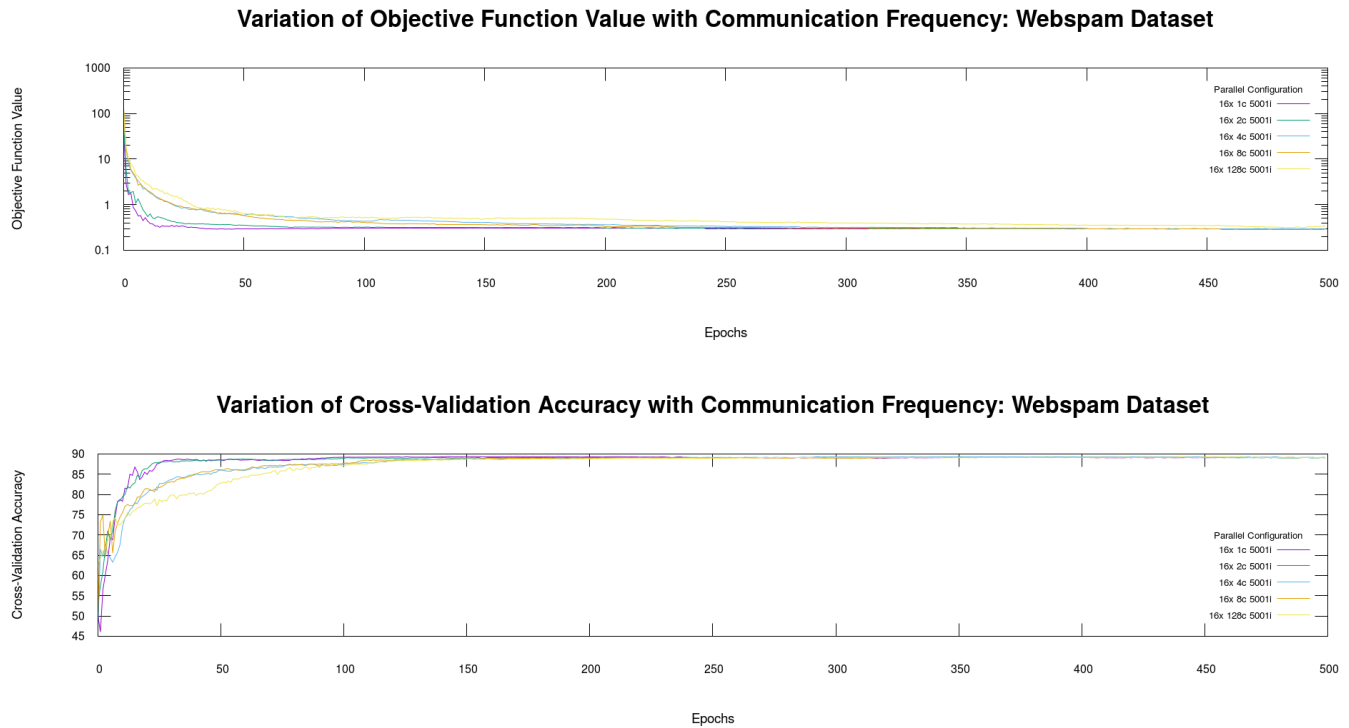 Variation of Objective Function Value with Communication Frequency: Webspam Dataset
Objective Function Value
1000
100
10
1
0.1
Parallel Configuration
16x 1c 5001i
16x 2c 5001i
16x 4c 5001i
16x 8c 5001i
16x 128c 5001i
0 50 100 150 200 250 300 350 400 450 500
Epochs
Variation of Cross-Validation Accuracy with Communication Frequency: Webspam Dataset
Cross-Validation Accuracy
90
85
80
75
70
65
60
55
50
45
Parallel Configuration
16x 1c 5001i
16x 2c 5001i
16x 4c 5001i
16x 8c 5001i
16x 128c 5001i
0 50 100 150 200 250 300 350 400 450 500
Epochs